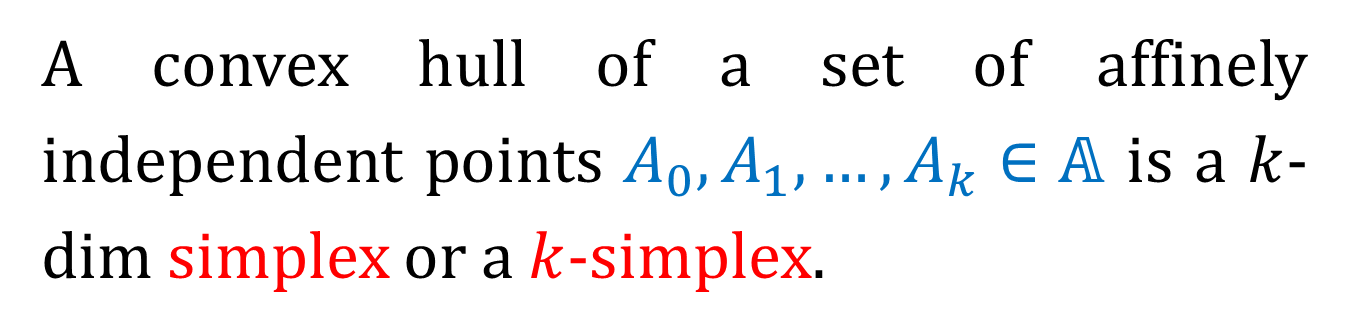 A convex hull of a set of affinely
independent points A₀, A₁, … , Aₖ ∈ 𝔸 is a k-
dim simplex or a k-simplex.